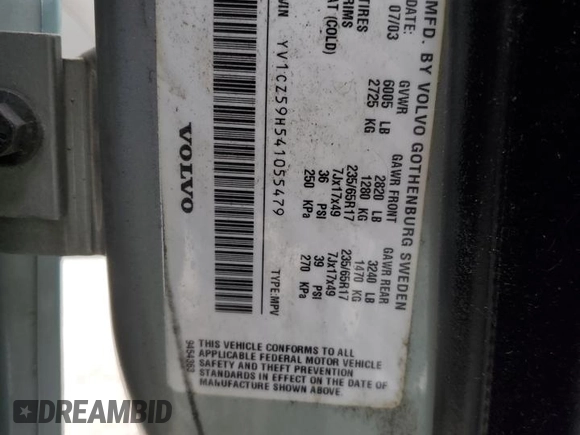 MFD. BY VOLVO GOTHENBURG SWEDEN
DATE: GVWR GAWR FRONT GAWR REAR
07/03 6005 LB 2820 LB 3240 LB
2725 KG 1280 KG 1470 KG
TIRES 235/65R17 235/65R17
RIMS 7Jx17x49 7Jx17x49
(COLD) 36 PSI 39 PSI
250 KPa 270 KPa
VIN YV1CZ59H541055479 TYPE:MPV
VOLVO
THIS VEHICLE CONFORMS TO ALL
APPLICABLE FEDERAL MOTOR VEHICLE
SAFETY AND THEFT PREVENTION
STANDARDS IN EFFECT ON THE DATE OF
MANUFACTURE SHOWN ABOVE.
9454363
DREAMBID